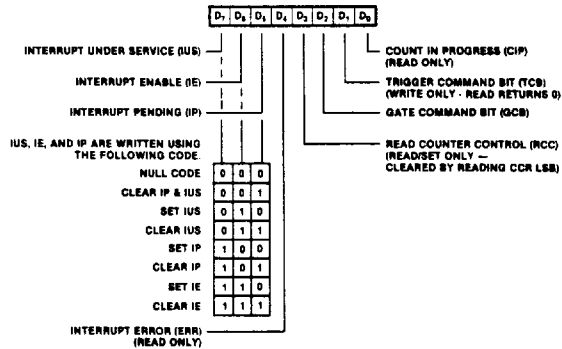 D7 D6 D5 D4 D3 D2 D1 D0
INTERRUPT UNDER SERVICE (IUS)
INTERRUPT ENABLE (IE)
INTERRUPT PENDING (IP)
IUS, IE, AND IP ARE WRITTEN USING
THE FOLLOWING CODE.
NULL CODE 0 0 0
CLEAR IP & IUS 0 0 1
SET IUS 0 1 0
CLEAR IUS 0 1 1
SET IP 1 0 0
CLEAR IP 1 0 1
SET IE 1 1 0
CLEAR IE 1 1 1
INTERRUPT ERROR (ERR)
(READ ONLY)
COUNT IN PROGRESS (CIP)
(READ ONLY)
TRIGGER COMMAND BIT (TCB)
(WRITE ONLY - READ RETURNS 0)
GATE COMMAND BIT (GCB)
READ COUNTER CONTROL (RCC)
(READ/SET ONLY —
CLEARED BY READING CCR LSB)